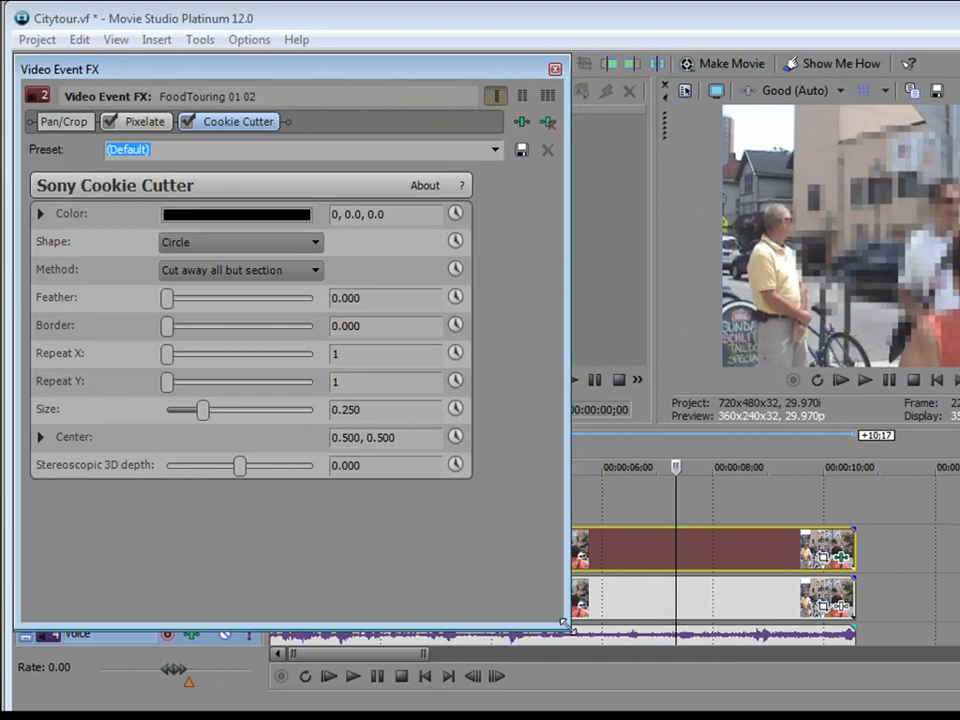 Citytour.vf * - Movie Studio Platinum 12.0
Project Edit View Insert Tools Options Help
Video Event FX
Make Movie Show Me How
2 Video Event FX: FoodTouring 01 02
Good (Auto)
Pan/Crop Pixelate Cookie Cutter
Preset: (Default)
Sony Cookie Cutter About ?
Color: 0, 0.0, 0.0
Shape: Circle
Method: Cut away all but section
Feather: 0.000
Border: 0.000
Repeat X: 1
Repeat Y: 1
Size: 0.250
Center: 0.500, 0.500
Stereoscopic 3D depth: 0.000
Project: 720x480x32, 29.970i Frame:
Preview: 360x240x32, 29.970p Display:
00:00:00;00
+10;17
00:00:06;00 00:00:08;00 00:00:10;00
4 Voice
Rate: 0.00